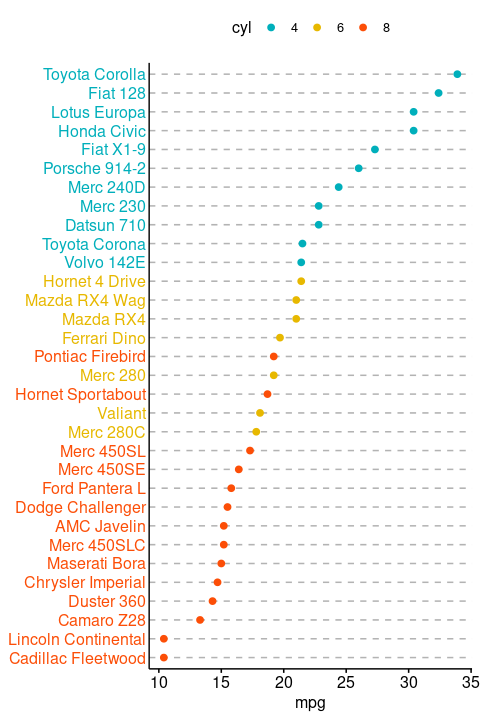 cyl 4 6 8
Toyota Corolla
Fiat 128
Lotus Europa
Honda Civic
Fiat X1-9
Porsche 914-2
Merc 240D
Merc 230
Datsun 710
Toyota Corona
Volvo 142E
Hornet 4 Drive
Mazda RX4 Wag
Mazda RX4
Ferrari Dino
Pontiac Firebird
Merc 280
Hornet Sportabout
Valiant
Merc 280C
Merc 450SL
Merc 450SE
Ford Pantera L
Dodge Challenger
AMC Javelin
Merc 450SLC
Maserati Bora
Chrysler Imperial
Duster 360
Camaro Z28
Lincoln Continental
Cadillac Fleetwood
10 15 20 25 30 35
mpg